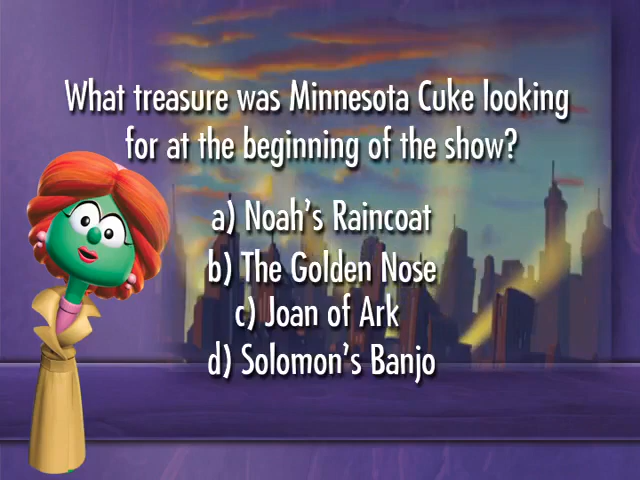 What treasure was Minnesota Cuke looking
for at the beginning of the show?
a) Noah's Raincoat
b) The Golden Nose
c) Joan of Ark
d) Solomon's Banjo